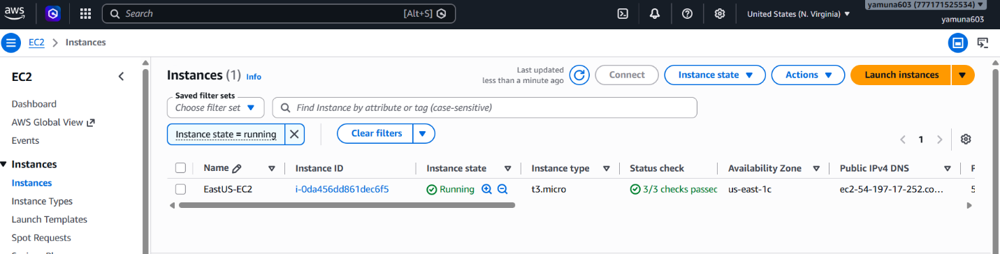 aws
Search [Alt+S] United States (N. Virginia) yamuna603 (777171525534)
yamuna603
EC2 Instances
EC2
Dashboard
AWS Global View
Events
Instances
Instances
Instance Types
Launch Templates
Spot Requests
Instances (1) Info
Last updated
less than a minute ago
Connect Instance state Actions Launch instances
Saved filter sets
Choose filter set Find Instance by attribute or tag (case-sensitive)
Instance state = running Clear filters
1
Name Instance ID Instance state Instance type Status check Availability Zone Public IPv4 DNS
EastUS-EC2 i-0da456dd861dec6f5 Running t3.micro 3/3 checks passec us-east-1c ec2-54-197-17-252.co...